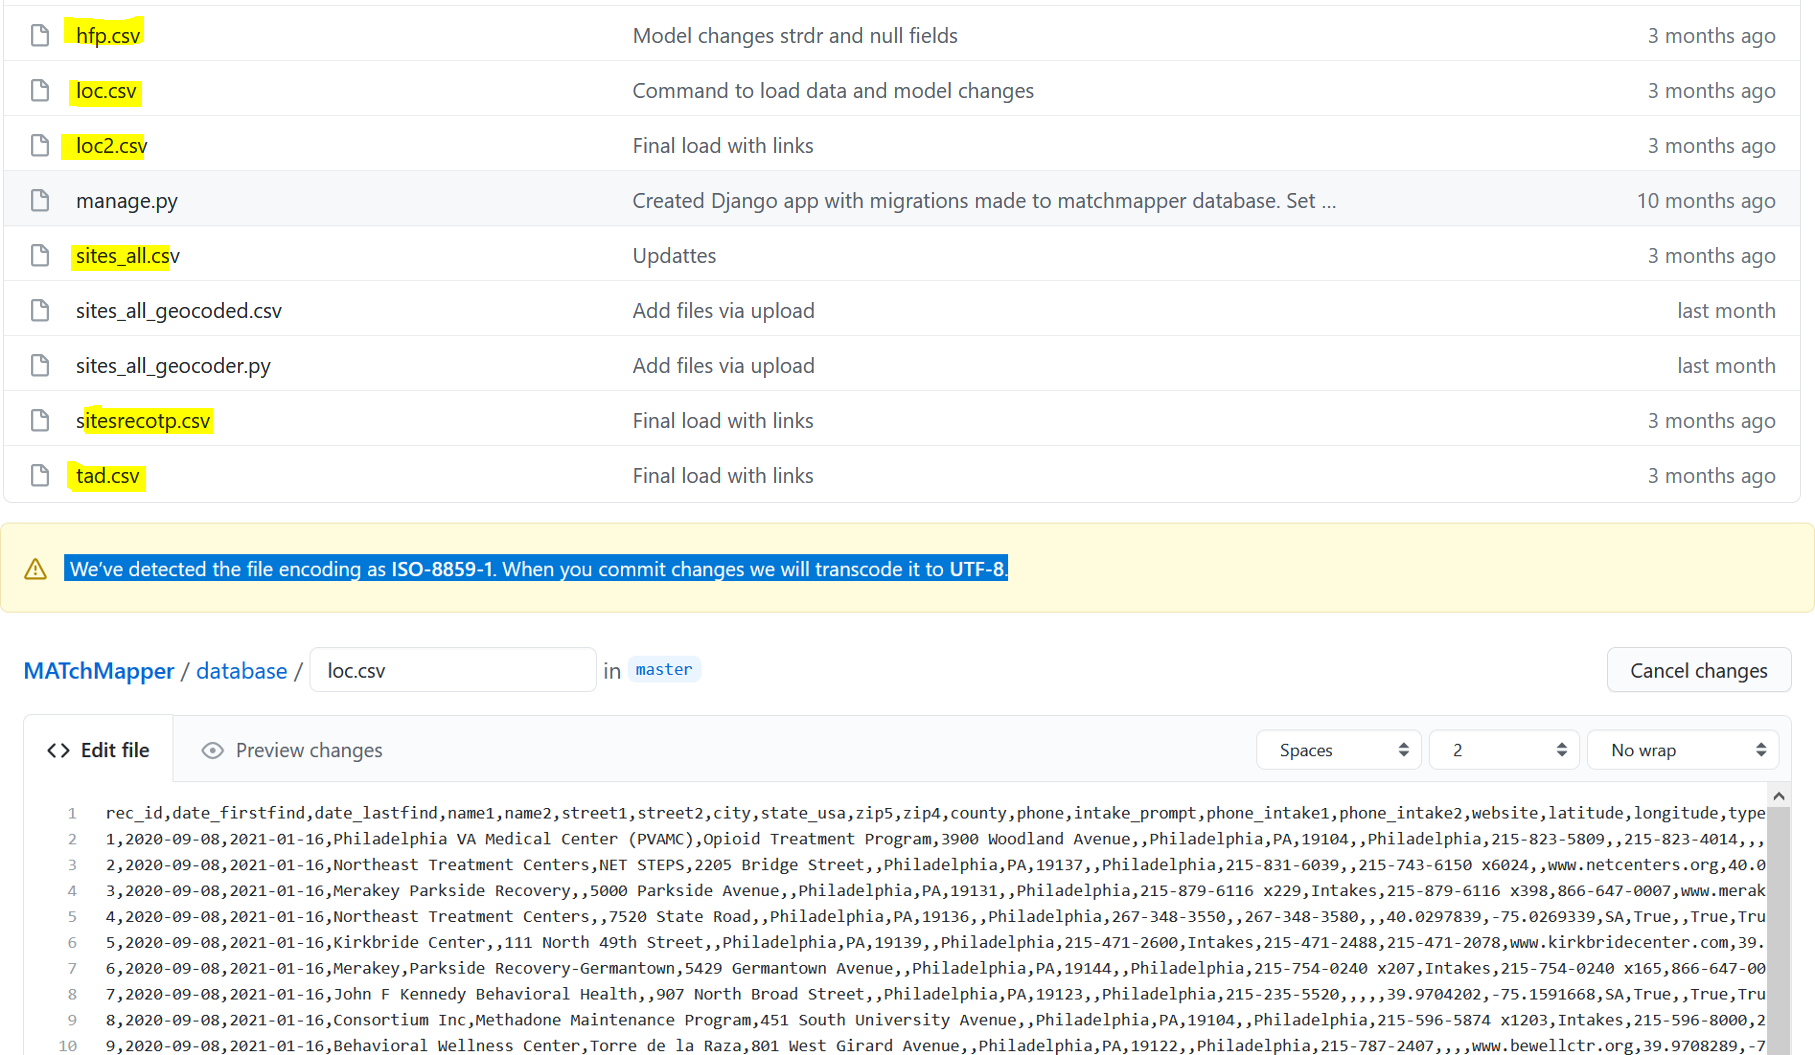 hfp.csv Model changes strdr and null fields 3 months ago
loc.csv Command to load data and model changes 3 months ago
loc2.csv Final load with links 3 months ago
manage.py Created Django app with migrations made to matchmapper database. Set ... 10 months ago
sites_all.csv Updattes 3 months ago
sites_all_geocoded.csv Add files via upload last month
sites_all_geocoder.py Add files via upload last month
sitesrecotp.csv Final load with links 3 months ago
tad.csv Final load with links 3 months ago
We've detected the file encoding as ISO-8859-1. When you commit changes we will transcode it to UTF-8.
MATchMapper / database / loc.csv in master Cancel changes
<> Edit file Preview changes Spaces 2 No wrap
1 rec_id,date_firstfind,date_lastfind,name1,name2,street1,street2,city,state_usa,zip5,zip4,county,phone,intake_prompt,phone_intake1,phone_intake2,website,latitude,longitude,type
2 1,2020-09-08,2021-01-16,Philadelphia VA Medical Center (PVAMC),Opioid Treatment Program,3900 Woodland Avenue,,Philadelphia,PA,19104,,Philadelphia,215-823-5809,,215-823-4014,,,
3 2,2020-09-08,2021-01-16,Northeast Treatment Centers,NET STEPS,2205 Bridge Street,,Philadelphia,PA,19137,,Philadelphia,215-831-6039,,215-743-6150 x6024,,www.netcenters.org,40.0
4 3,2020-09-08,2021-01-16,Merakey Parkside Recovery,,5000 Parkside Avenue,,Philadelphia,PA,19131,,Philadelphia,215-879-6116 x229,Intakes,215-879-6116 x398,866-647-0007,www.merak
5 4,2020-09-08,2021-01-16,Northeast Treatment Centers,,7520 State Road,,Philadelphia,PA,19136,,Philadelphia,267-348-3550,,267-348-3580,,,40.0297839,-75.0269339,SA,True,,True,Tru
6 5,2020-09-08,2021-01-16,Kirkbride Center,,111 North 49th Street,,Philadelphia,PA,19139,,Philadelphia,215-471-2600,Intakes,215-471-2488,215-471-2078,www.kirkbridecenter.com,39.
7 6,2020-09-08,2021-01-16,Merakey,Parkside Recovery-Germantown,5429 Germantown Avenue,,Philadelphia,PA,19144,,Philadelphia,215-754-0240 x207,Intakes,215-754-0240 x165,866-647-00
8 7,2020-09-08,2021-01-16,John F Kennedy Behavioral Health,,907 North Broad Street,,Philadelphia,PA,19123,,Philadelphia,215-235-5520,,,,,39.9704202,-75.1591668,SA,True,,True,Tru
9 8,2020-09-08,2021-01-16,Consortium Inc,Methadone Maintenance Program,451 South University Avenue,,Philadelphia,PA,19104,,Philadelphia,215-596-5874 x1203,Intakes,215-596-8000,2
10 9,2020-09-08,2021-01-16,Behavioral Wellness Center,Torre de la Raza,801 West Girard Avenue,,Philadelphia,PA,19122,,Philadelphia,215-787-2407,,,,www.bewellctr.org,39.9708289,-7